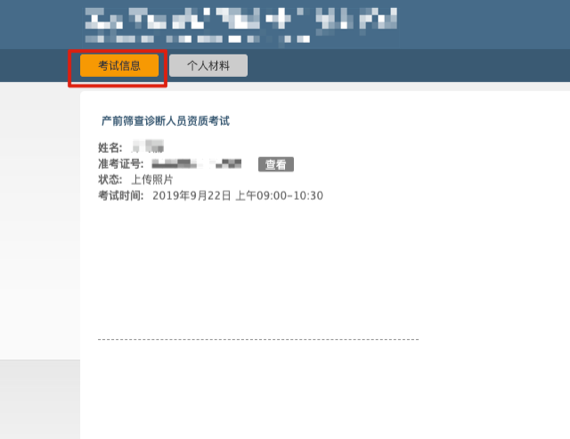 考试信息 个人材料
产前筛查诊断人员资质考试
姓名:
准考证号: 查看
状态: 上传照片
考试时间: 2019年9月22日 上午09:00-10:30